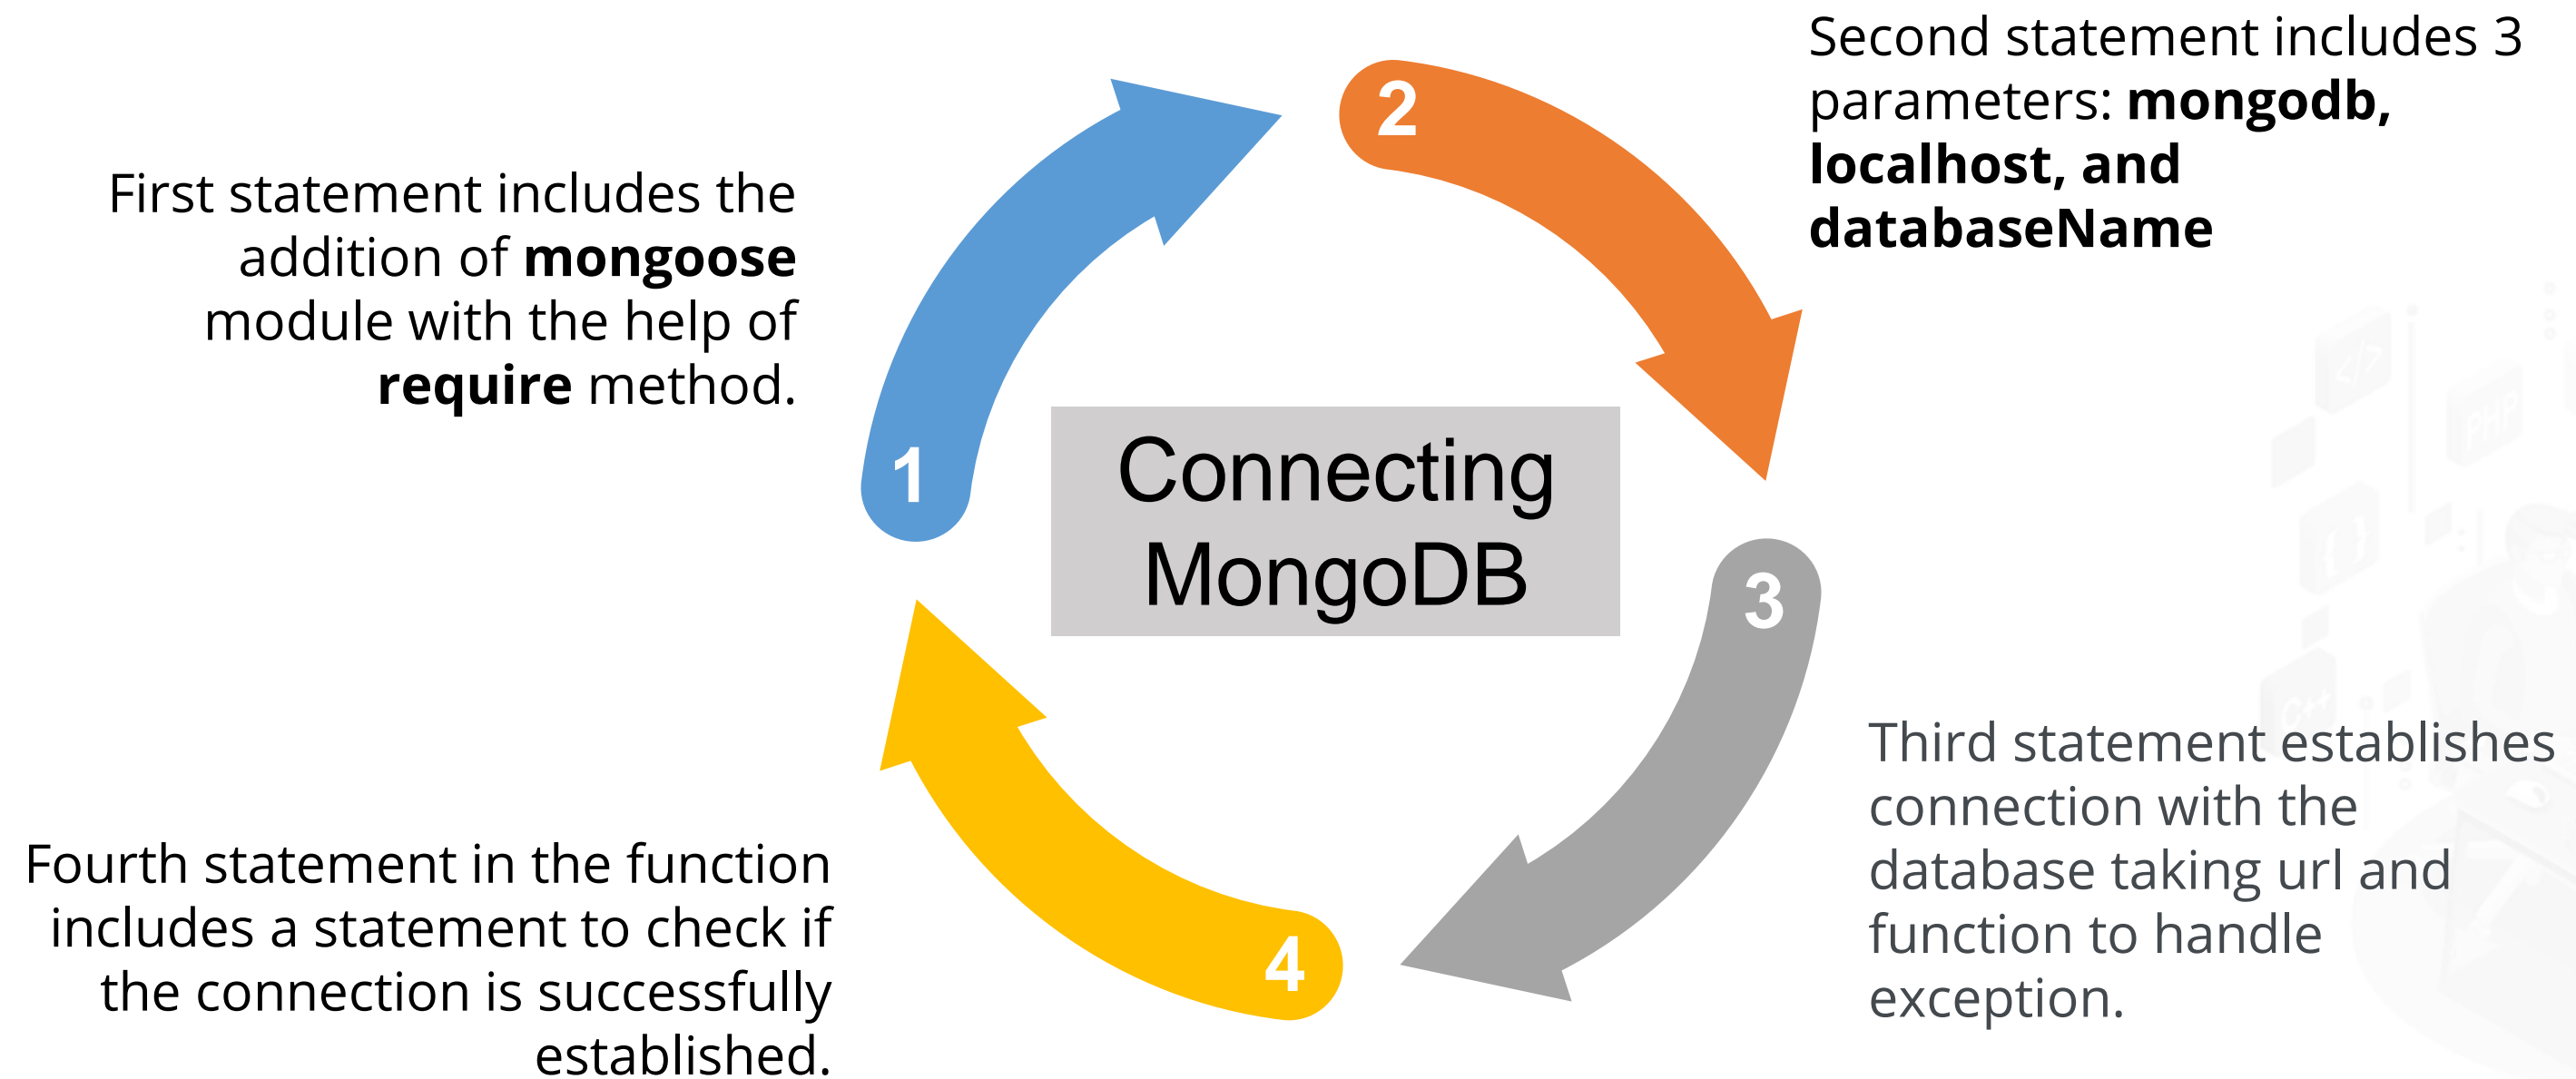 First statement includes the
addition of mongoose
module with the help of
require method.
1
2
Second statement includes 3
parameters: mongodb,
localhost, and
databaseName
Connecting
MongoDB
3
Third statement establishes
connection with the
database taking url and
function to handle
exception.
4
Fourth statement in the function
includes a statement to check if
the connection is successfully
established.
</>
PHP
{ }
C++